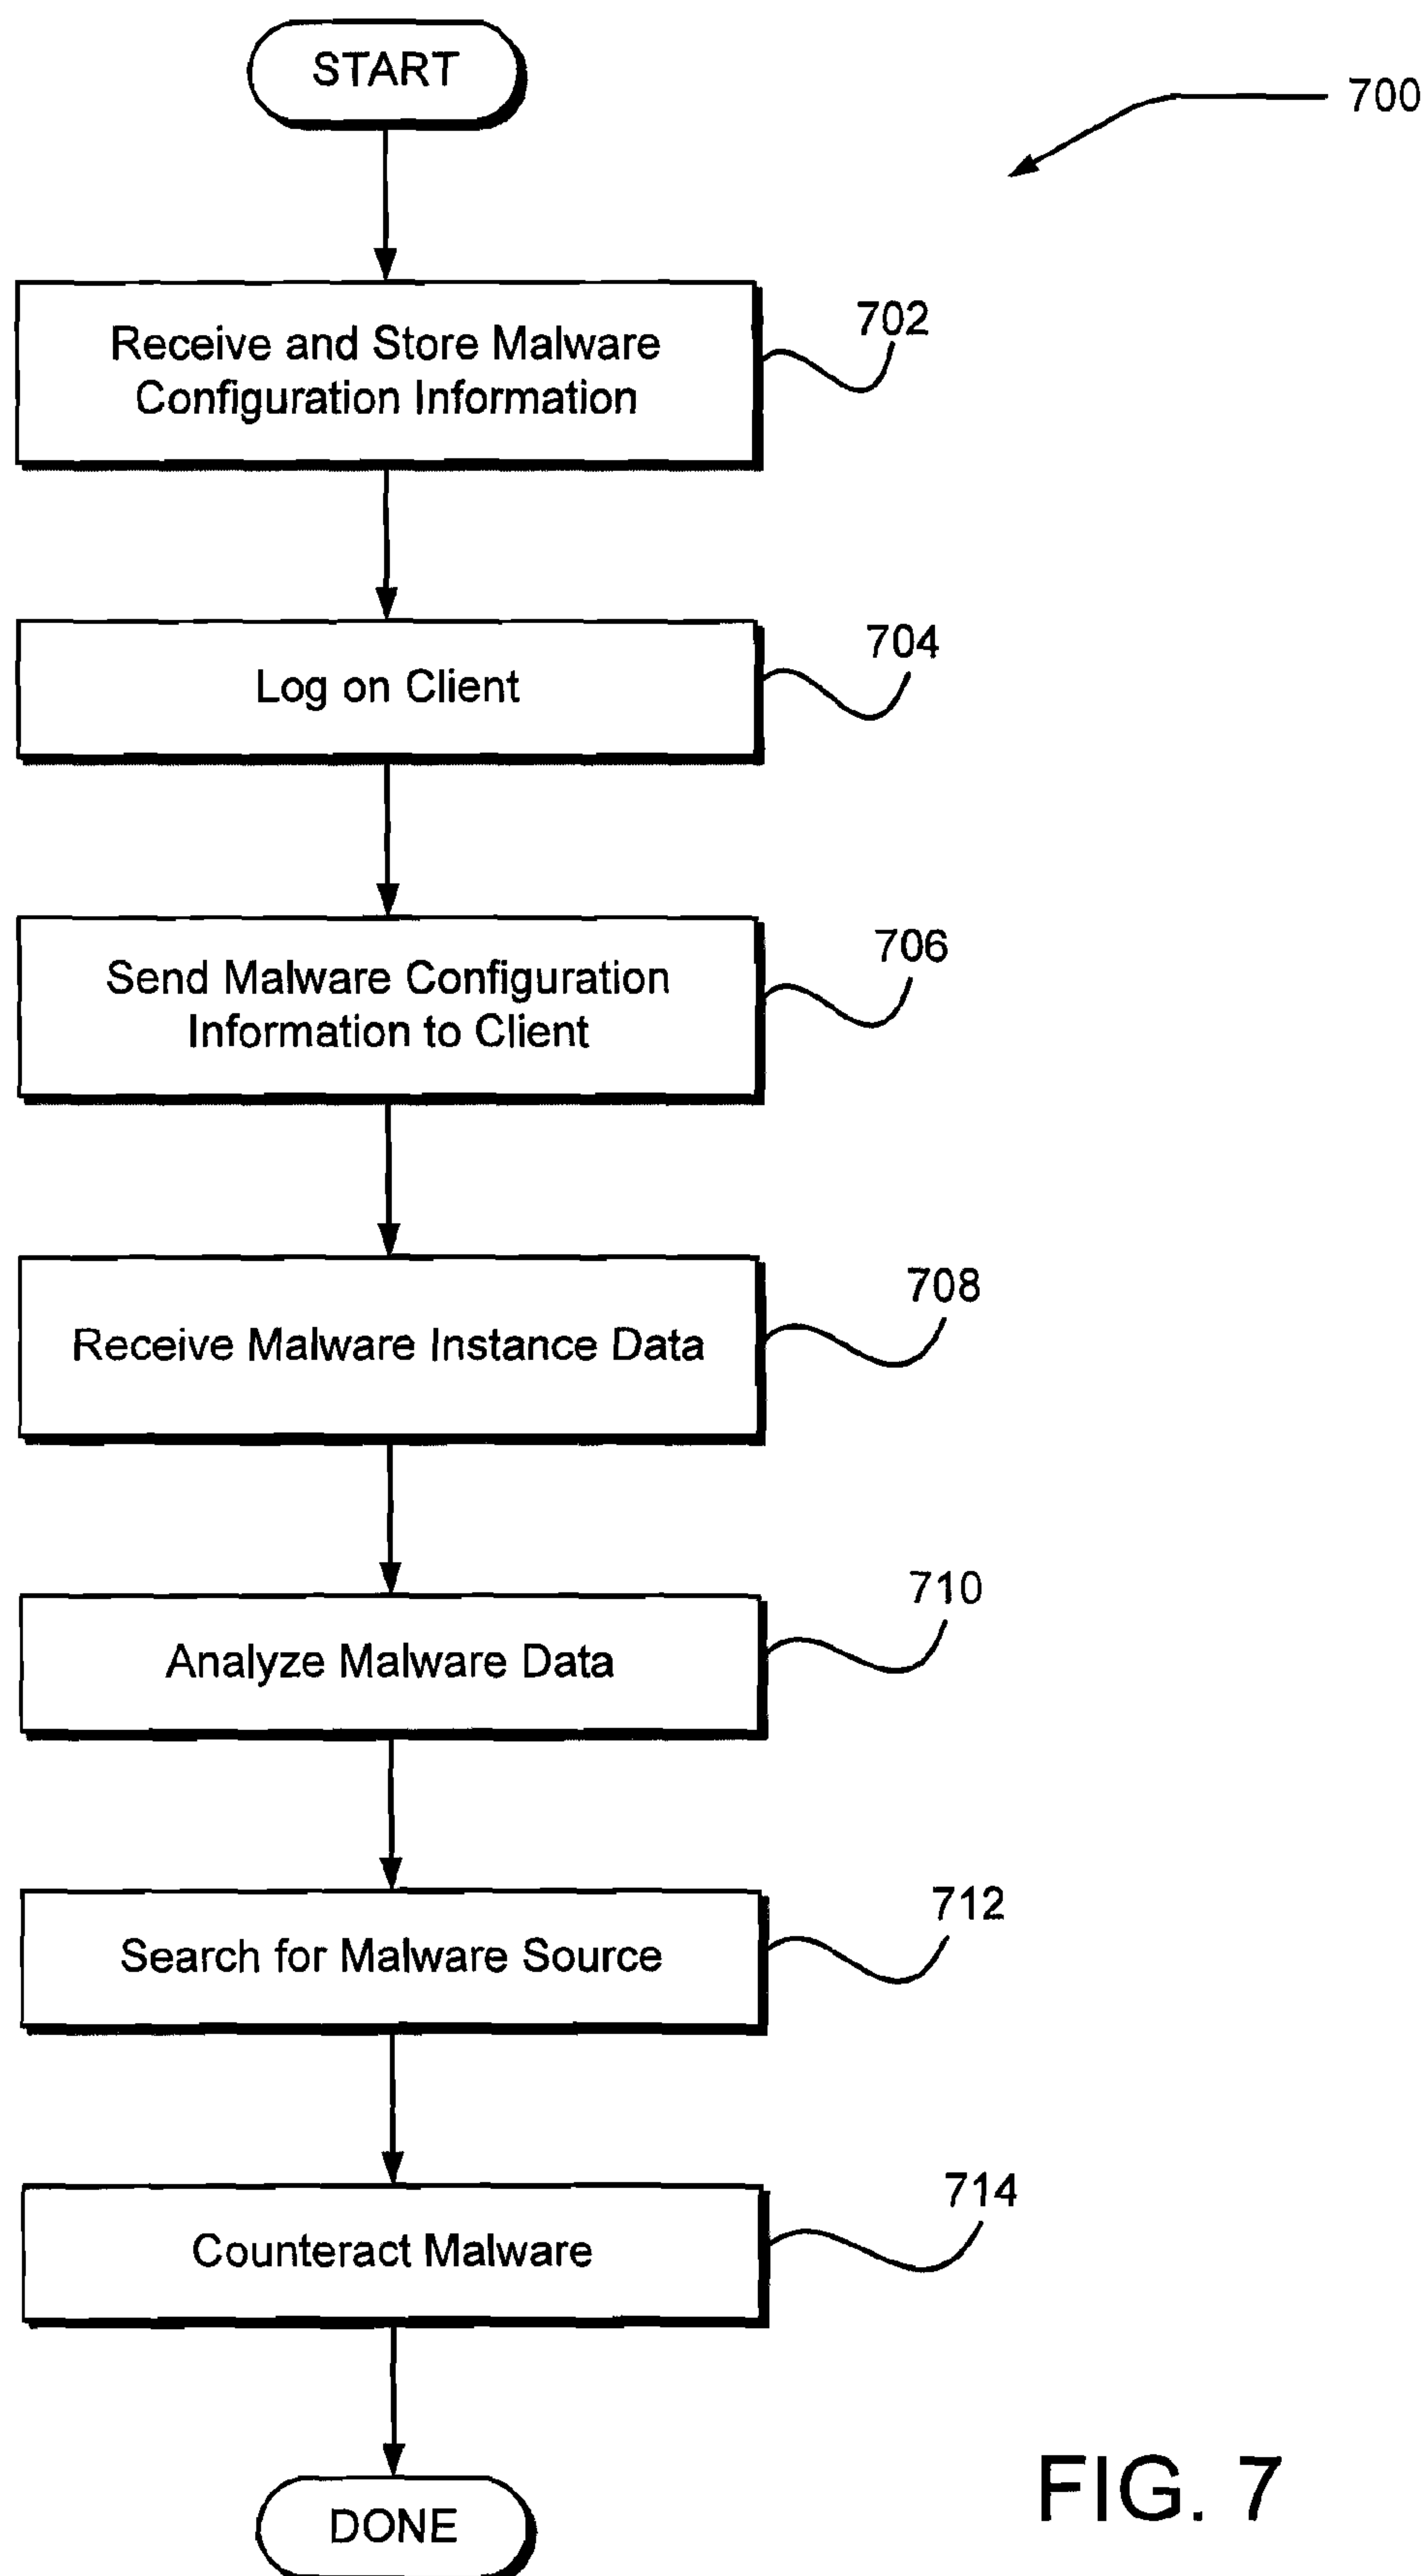 START
700
Receive and Store Malware
Configuration Information
702
Log on Client
704
Send Malware Configuration
Information to Client
706
Receive Malware Instance Data
708
Analyze Malware Data
710
Search for Malware Source
712
Counteract Malware
714
DONE
FIG. 7